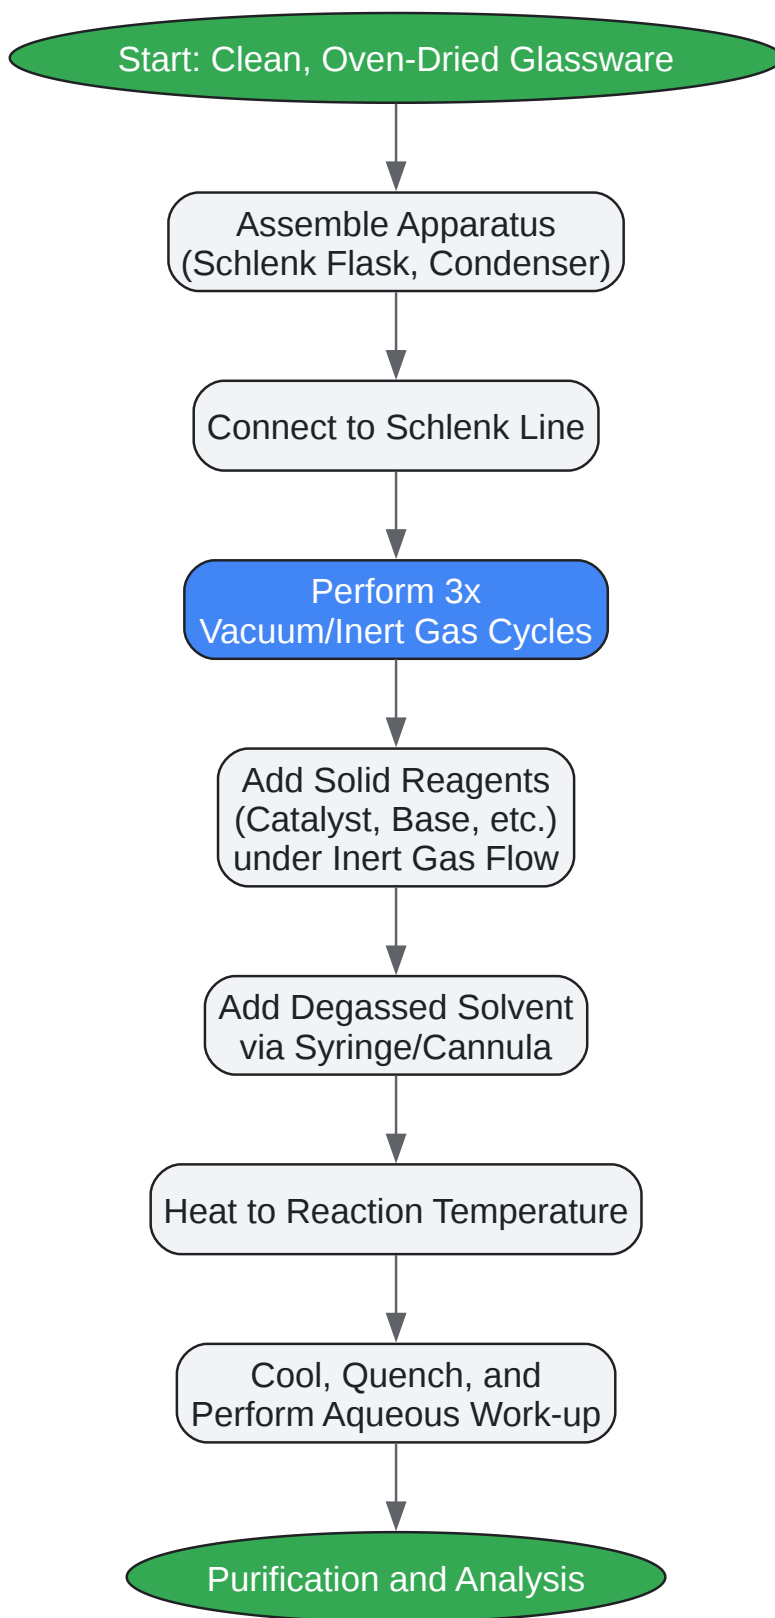 Start: Clean, Oven-Dried Glassware
Assemble Apparatus
(Schlenk Flask, Condenser)
Connect to Schlenk Line
Perform 3x
Vacuum/Inert Gas Cycles
Add Solid Reagents
(Catalyst, Base, etc.)
under Inert Gas Flow
Add Degassed Solvent
via Syringe/Cannula
Heat to Reaction Temperature
Cool, Quench, and
Perform Aqueous Work-up
Purification and Analysis